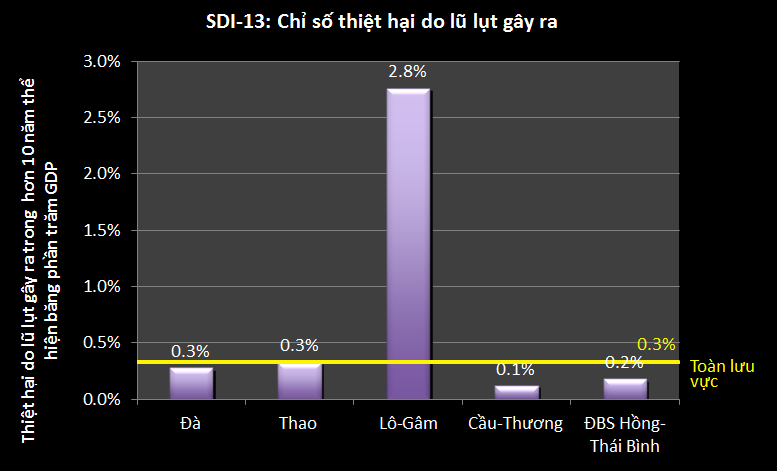 SDI-13: Chỉ số thiệt hại do lũ lụt gây ra
Thiệt hại do lũ lụt gây ra trong  hơn 10 năm thể
hiện bằng phần trăm GDP
3.0%
2.5%
2.0%
1.5%
1.0%
0.5%
0.0%
0.3%
0.3%
2.8%
0.1%
0.2%
0.3%
Toàn lưu
vực
Đà
Thao
Lô-Gâm
Cầu-Thương
ĐBS Hồng-
Thái Bình